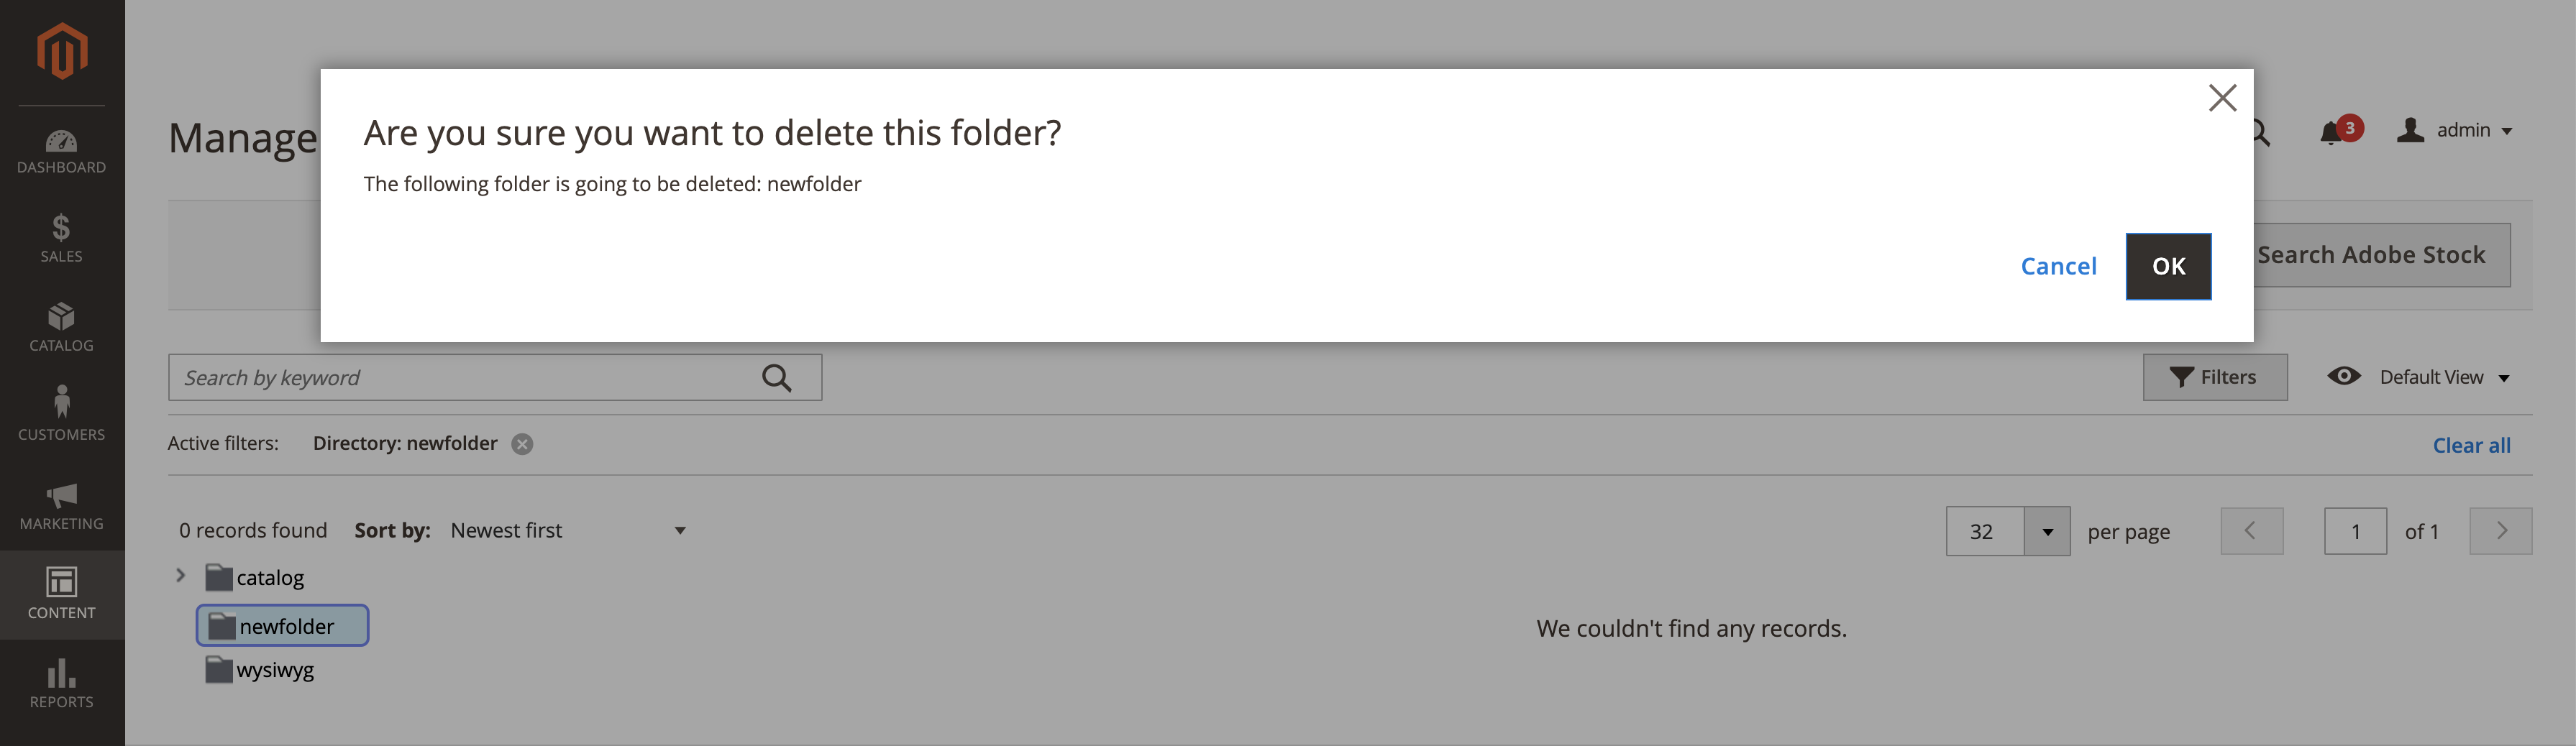 DASHBOARD
SALES
CATALOG
CUSTOMERS
MARKETING
CONTENT
REPORTS
Manage
3
admin
Are you sure you want to delete this folder?
The following folder is going to be deleted: newfolder
Cancel
OK
Search Adobe Stock
Search by keyword
Filters
Default View
Active filters: Directory: newfolder
Clear all
0 records found Sort by: Newest first
32 per page 1 of 1
catalog
newfolder
wysiwyg
We couldn't find any records.